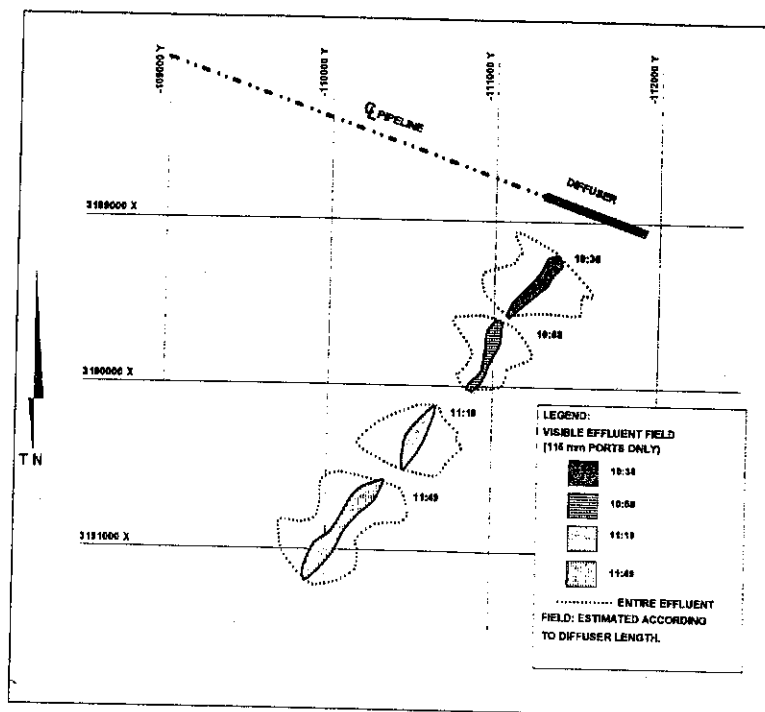 -109000 Y
-110000 Y
-111000 Y
-112000 Y
℄ PIPELINE
DIFFUSER
3189000 X
10:38
10:58
3190000 X
11:19
11:49
3191000 X
T N
LEGEND:
VISIBLE EFFLUENT FIELD
(115 mm PORTS ONLY)
10:38
10:58
11:19
11:49
ENTIRE EFFLUENT
FIELD: ESTIMATED ACCORDING
TO DIFFUSER LENGTH.